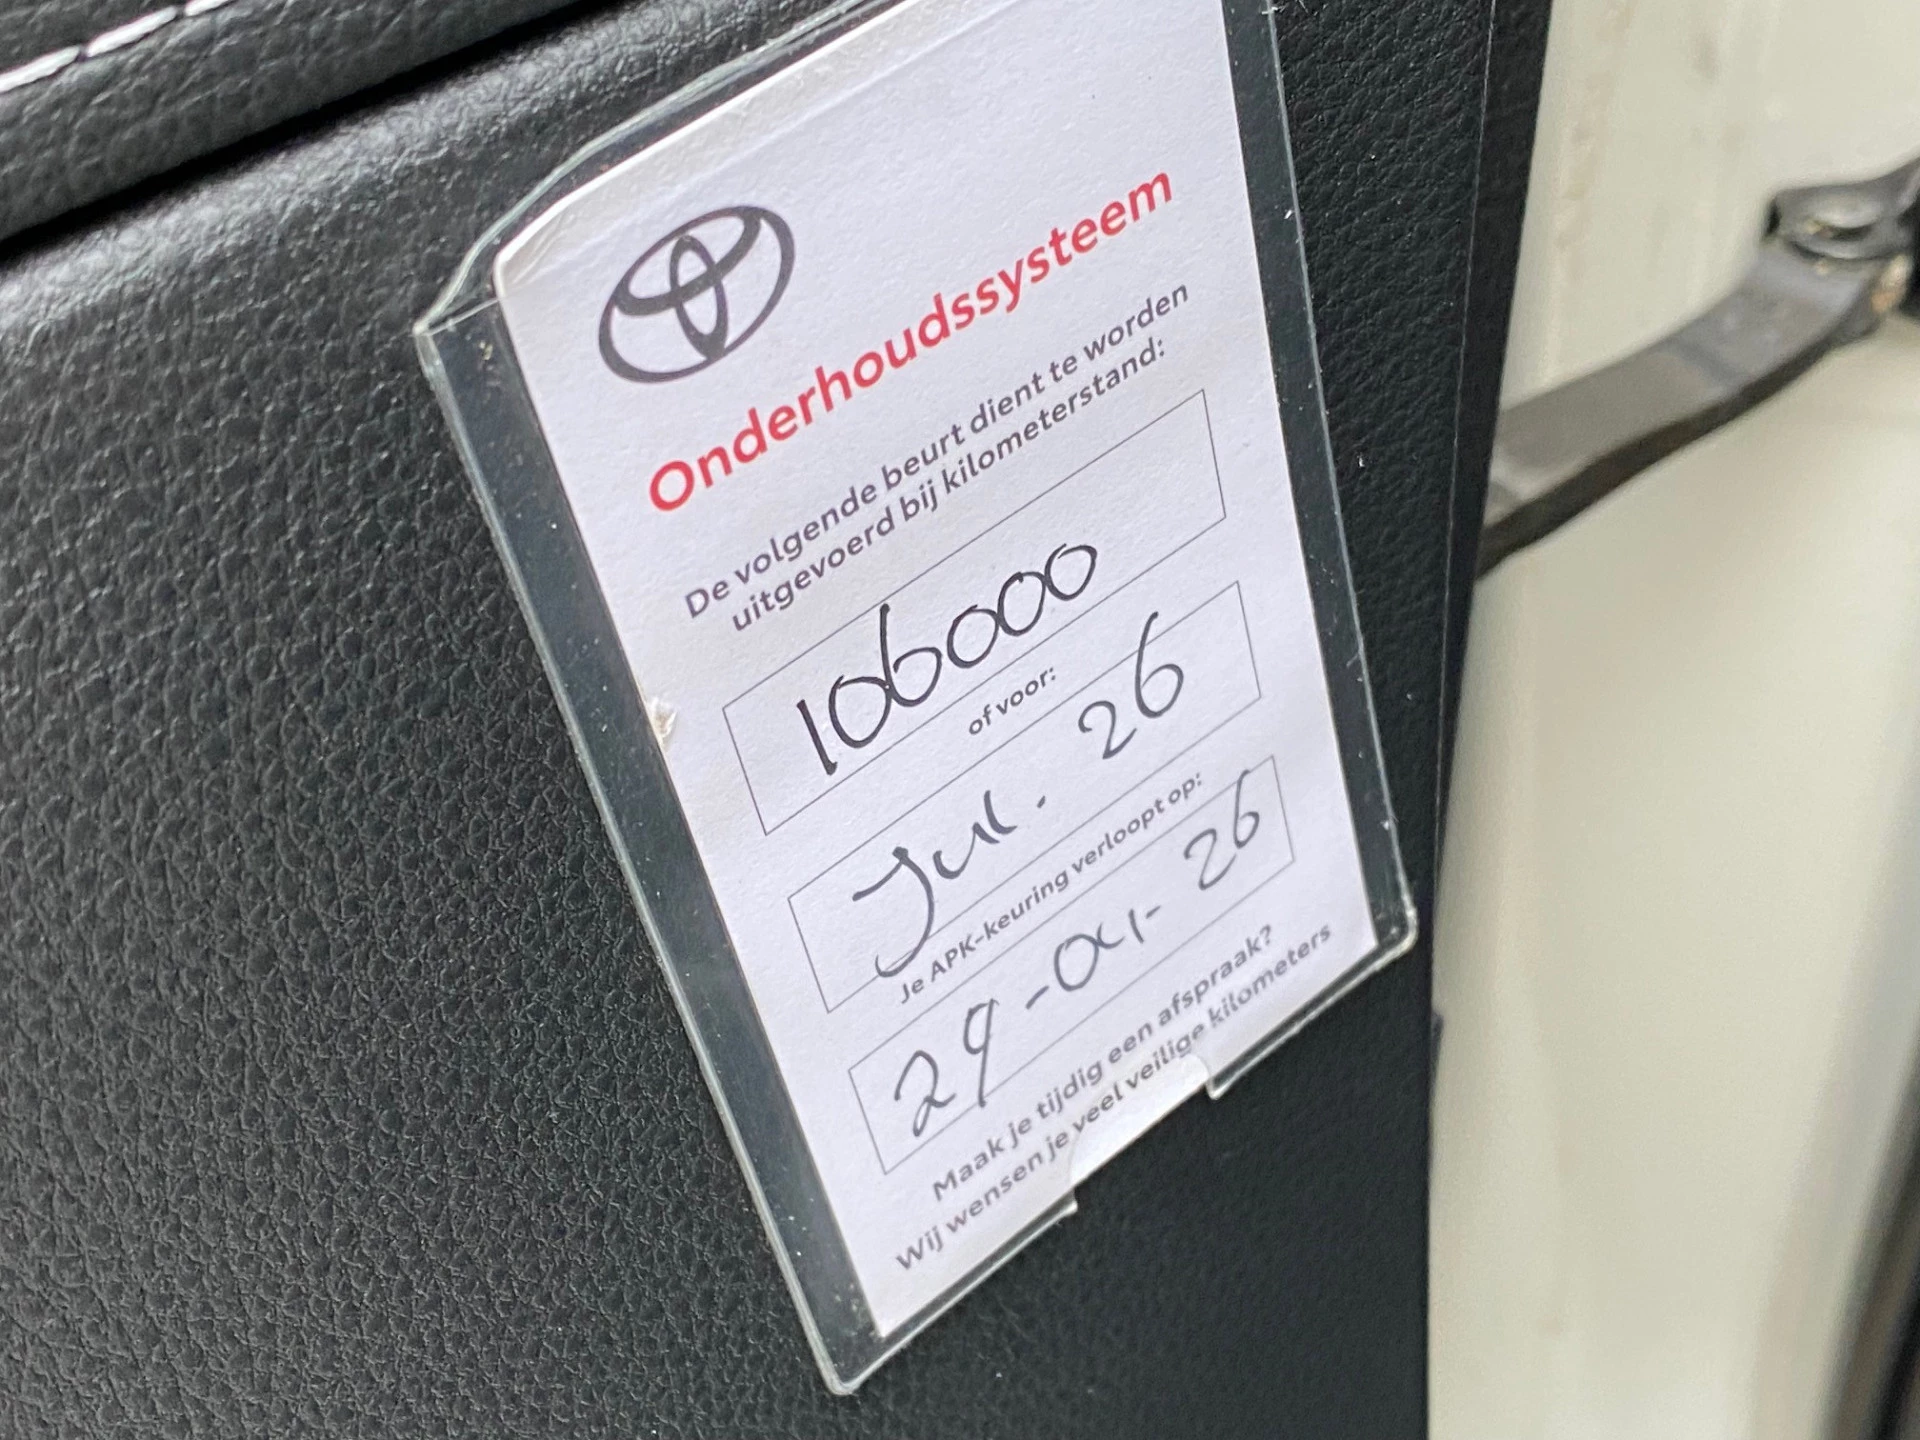 Onderhoudssysteem
De volgende beurt dient te worden
uitgevoerd bij kilometerstand:
106000
of voor:
Jul. 26
Je APK-keuring verloopt op:
29-04-26
Maak je tijdig een afspraak?
Wij wensen je veel veilige kilometers